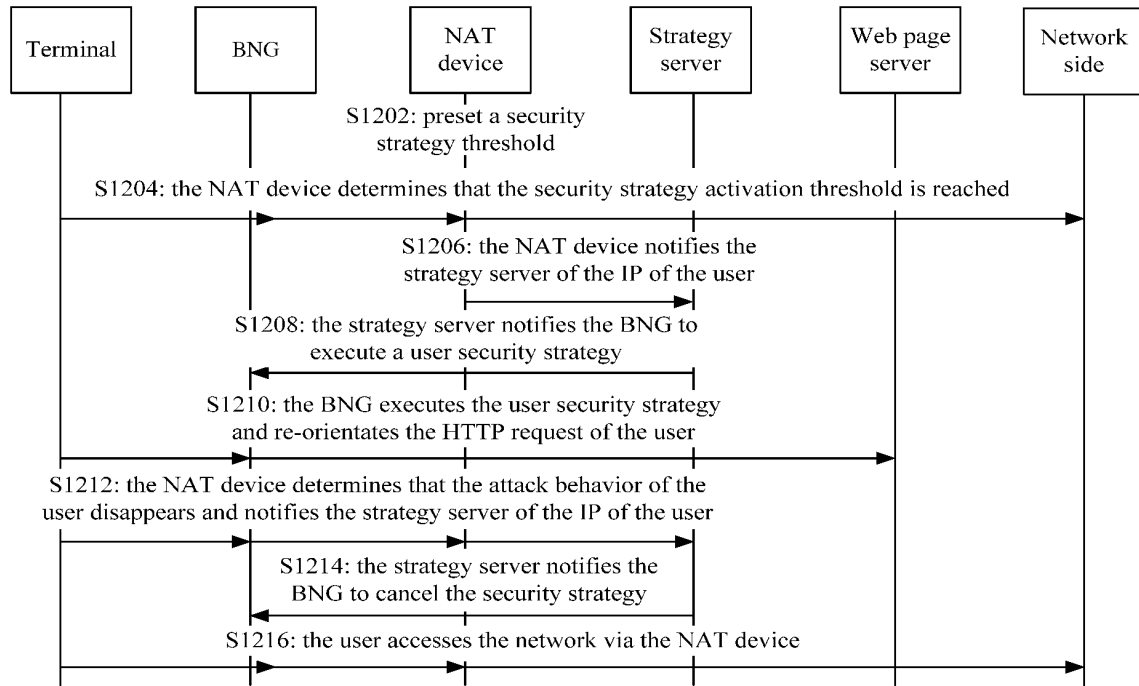 Terminal
BNG
NAT
device
Strategy
server
Web page
server
Network
side
S1202: preset a security
strategy threshold
S1204: the NAT device determines that the security strategy activation threshold is reached
S1206: the NAT device notifies the
strategy server of the IP of the user
S1208: the strategy server notifies the BNG to
execute a user security strategy
S1210: the BNG executes the user security strategy
and re-orientates the HTTP request of the user
S1212: the NAT device determines that the attack behavior of the
user disappears and notifies the strategy server of the IP of the user
S1214: the strategy server notifies the
BNG to cancel the security strategy
S1216: the user accesses the network via the NAT device